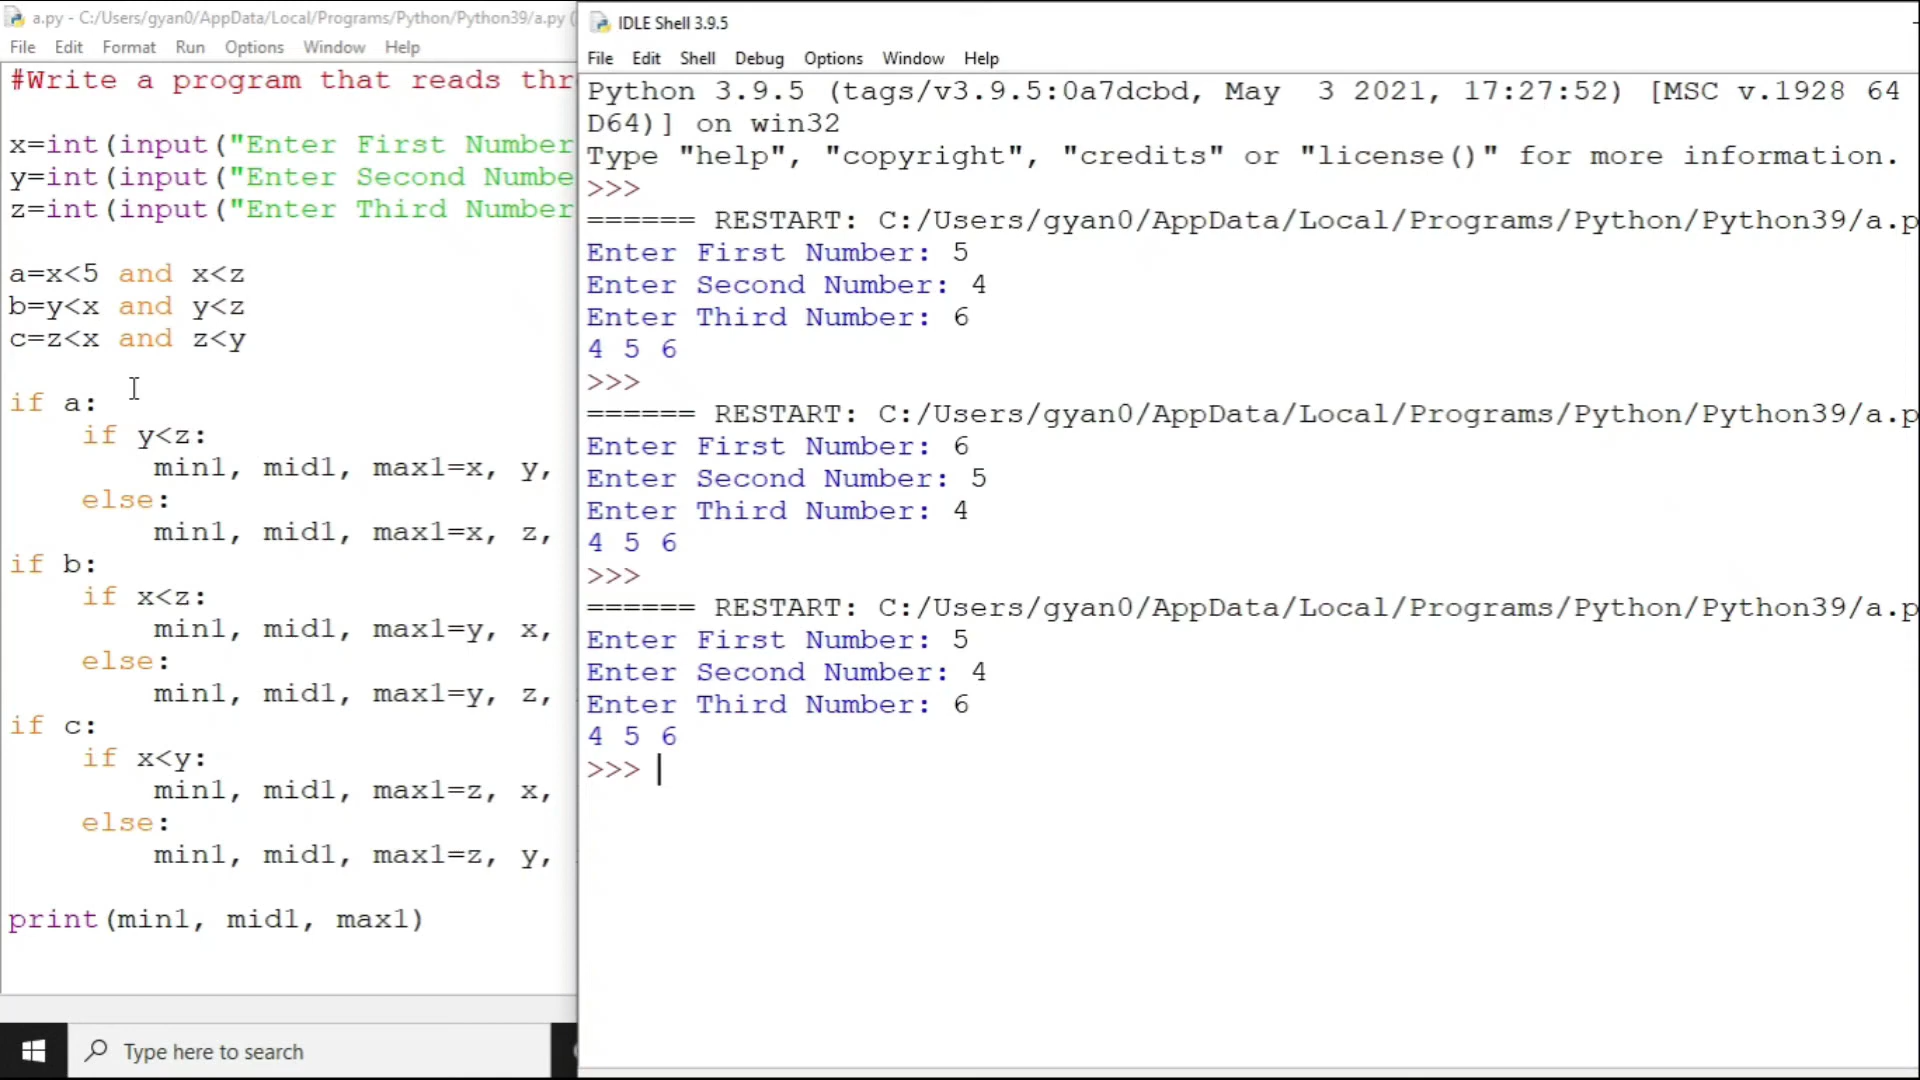 a.py - C:/Users/gyan0/AppData/Local/Programs/Python/Python39/a.py (
File Edit Format Run Options Window Help
#Write a program that reads thr
x=int(input("Enter First Number
y=int(input("Enter Second Numbe
z=int(input("Enter Third Number
a=x<5 and x<z
b=y<x and y<z
c=z<x and z<y
if a:
    if y<z:
        min1, mid1, max1=x, y,
    else:
        min1, mid1, max1=x, z,
if b:
    if x<z:
        min1, mid1, max1=y, x,
    else:
        min1, mid1, max1=y, z,
if c:
    if x<y:
        min1, mid1, max1=z, x,
    else:
        min1, mid1, max1=z, y,
print(min1, mid1, max1)
Type here to search
IDLE Shell 3.9.5
File Edit Shell Debug Options Window Help
Python 3.9.5 (tags/v3.9.5:0a7dcbd, May  3 2021, 17:27:52) [MSC v.1928 64
D64)] on win32
Type "help", "copyright", "credits" or "license()" for more information.
>>>
====== RESTART: C:/Users/gyan0/AppData/Local/Programs/Python/Python39/a.p
Enter First Number: 5
Enter Second Number: 4
Enter Third Number: 6
4 5 6
>>>
====== RESTART: C:/Users/gyan0/AppData/Local/Programs/Python/Python39/a.p
Enter First Number: 6
Enter Second Number: 5
Enter Third Number: 4
4 5 6
>>>
====== RESTART: C:/Users/gyan0/AppData/Local/Programs/Python/Python39/a.p
Enter First Number: 5
Enter Second Number: 4
Enter Third Number: 6
4 5 6
>>>